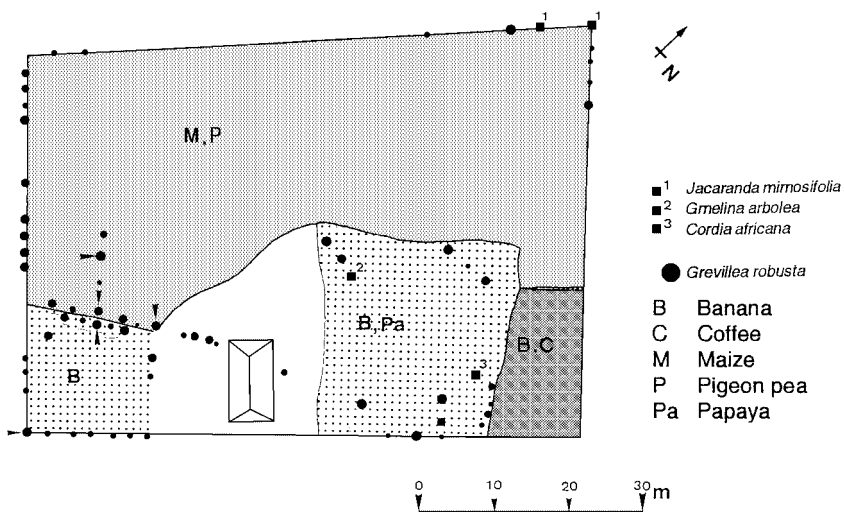 1
1
N
M,P
1 Jacaranda mimosifolia
2 Gmelina arbolea
3 Cordia africana
2
Grevillea robusta
B,Pa
B,C
B Banana
C Coffee
M Maize
P Pigeon pea
Pa Papaya
B
3
0 10 20 30 m